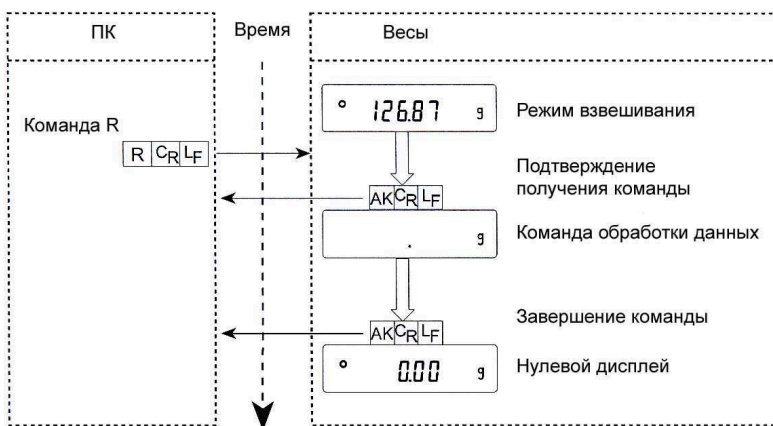 ПК
Время
Весы
126.87 g
Режим взвешивания
Команда R
R CR LF
Подтверждение
получения команды
AK CR LF
. g
Команда обработки данных
Завершение команды
AK CR LF
0.00 g
Нулевой дисплей